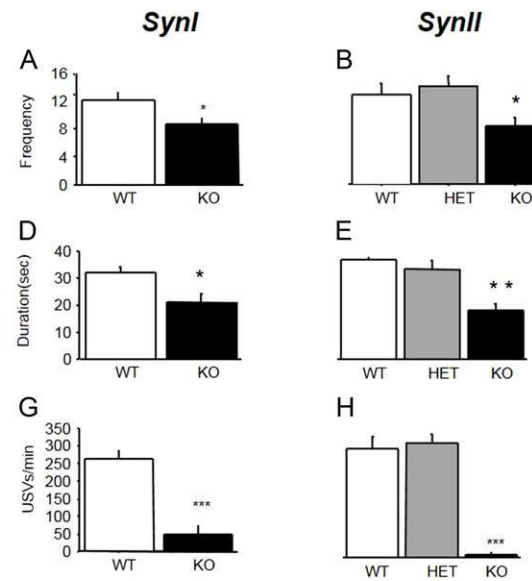 SynI
SynII
A
Frequency
16
12
8
4
0
*
WT
KO
B
*
WT
HET
KO
D
Duration(sec)
40
30
20
10
0
*
WT
KO
E
* *
WT
HET
KO
G
USVs/min
350
300
250
200
150
100
50
0
***
WT
KO
H
***
WT
HET
KO